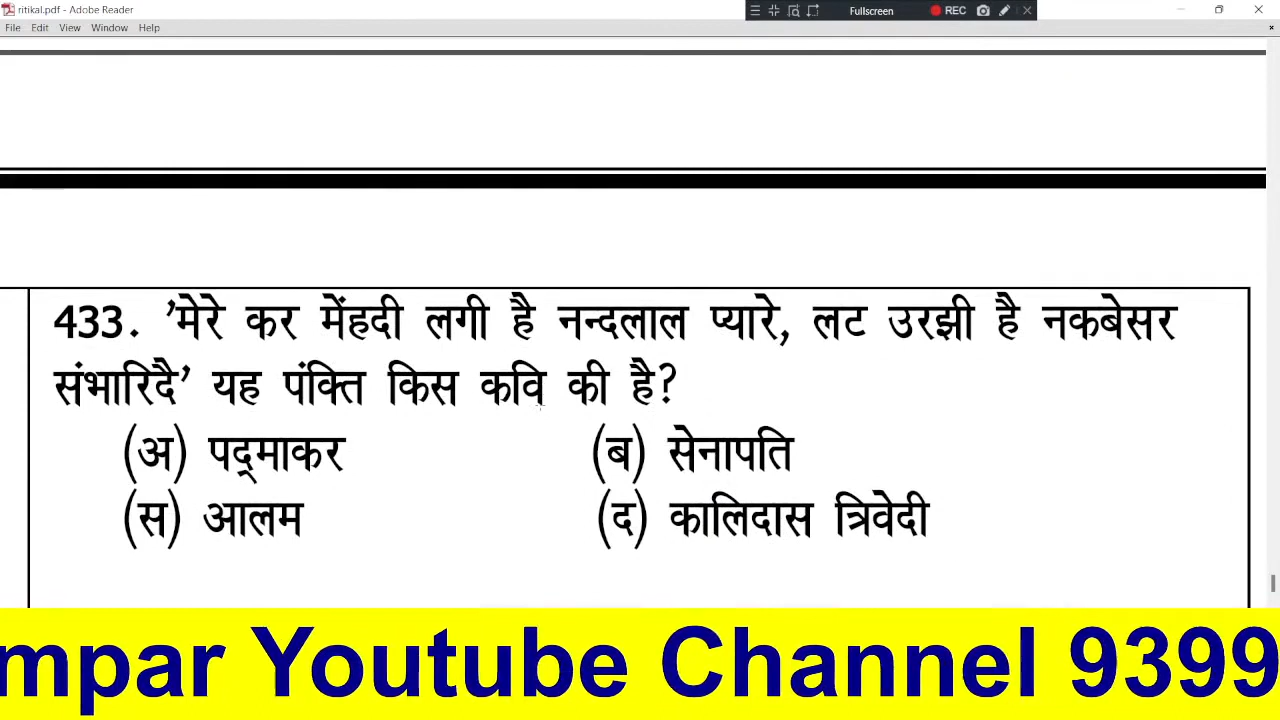 ritikal.pdf - Adobe Reader
Fullscreen
REC
File Edit View Window Help
433. 'मेरे कर मेंहदी लगी है नन्दलाल प्यारे, लट उरझी है नकबेसर
संभारिदै' यह पंक्ति किस कवि की है?
(अ) पद्‌माकर (ब) सेनापति
(स) आलम (द) कालिदास त्रिवेदी
mpar Youtube Channel 9399